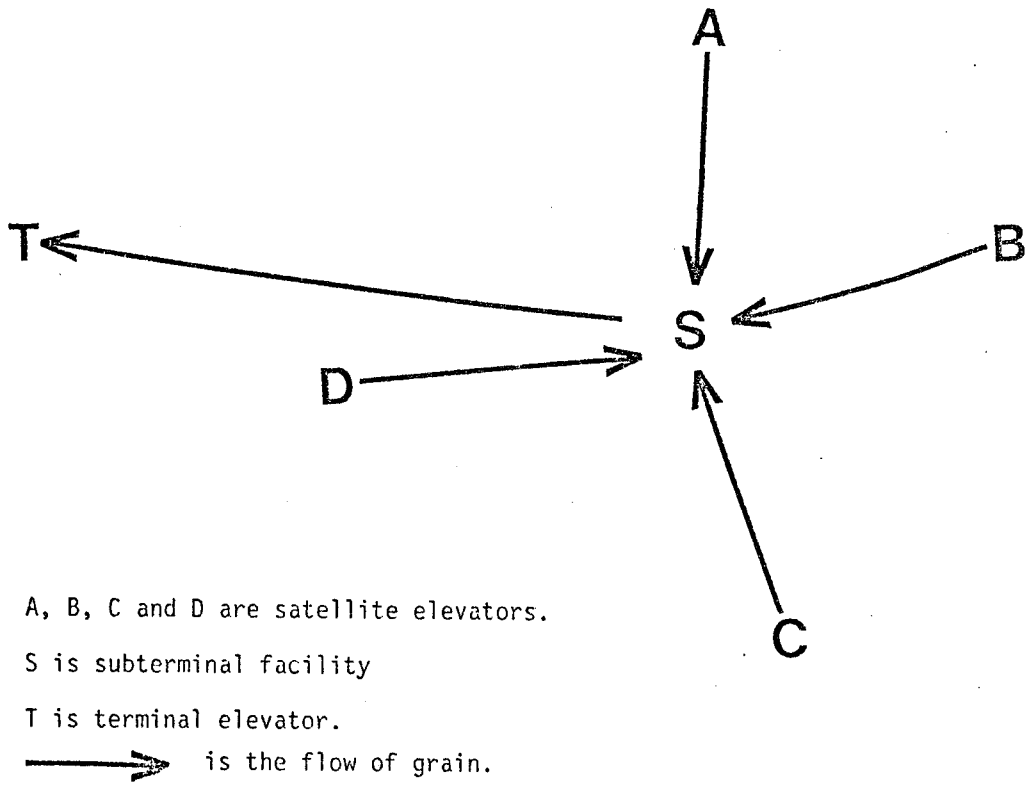 A
T
B
S
D
C
A, B, C and D are satellite elevators.
S is subterminal facility
T is terminal elevator.
is the flow of grain.